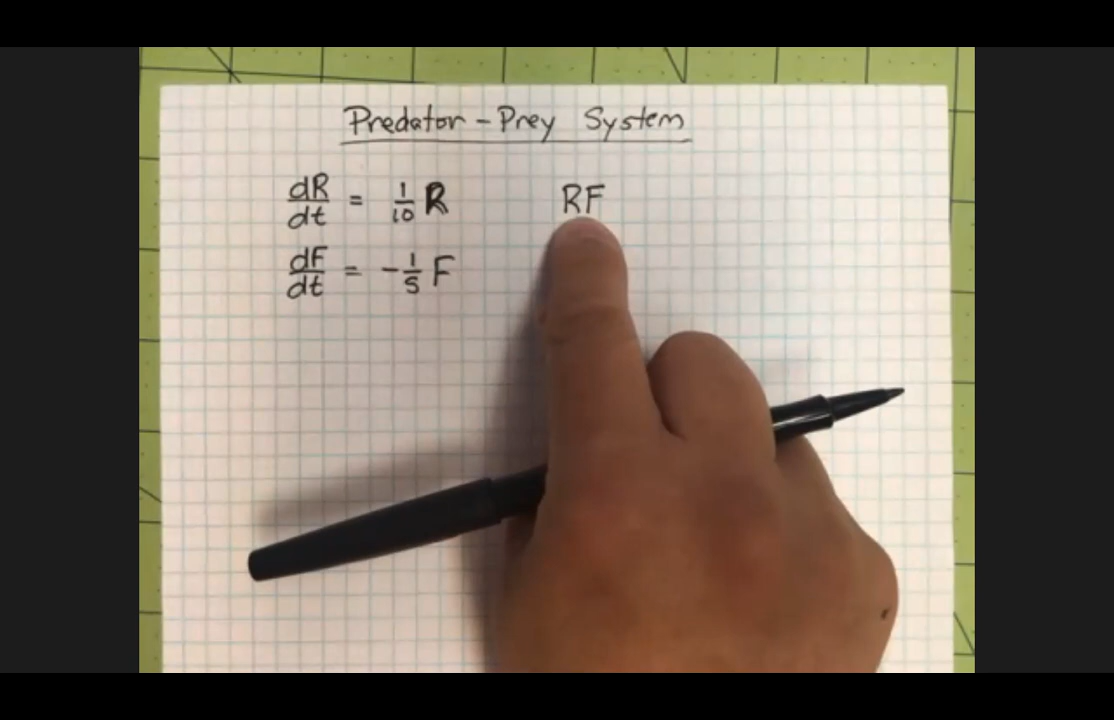 Predator - Prey System
dR/dt = 1/10 R RF
dF/dt = -1/5 F